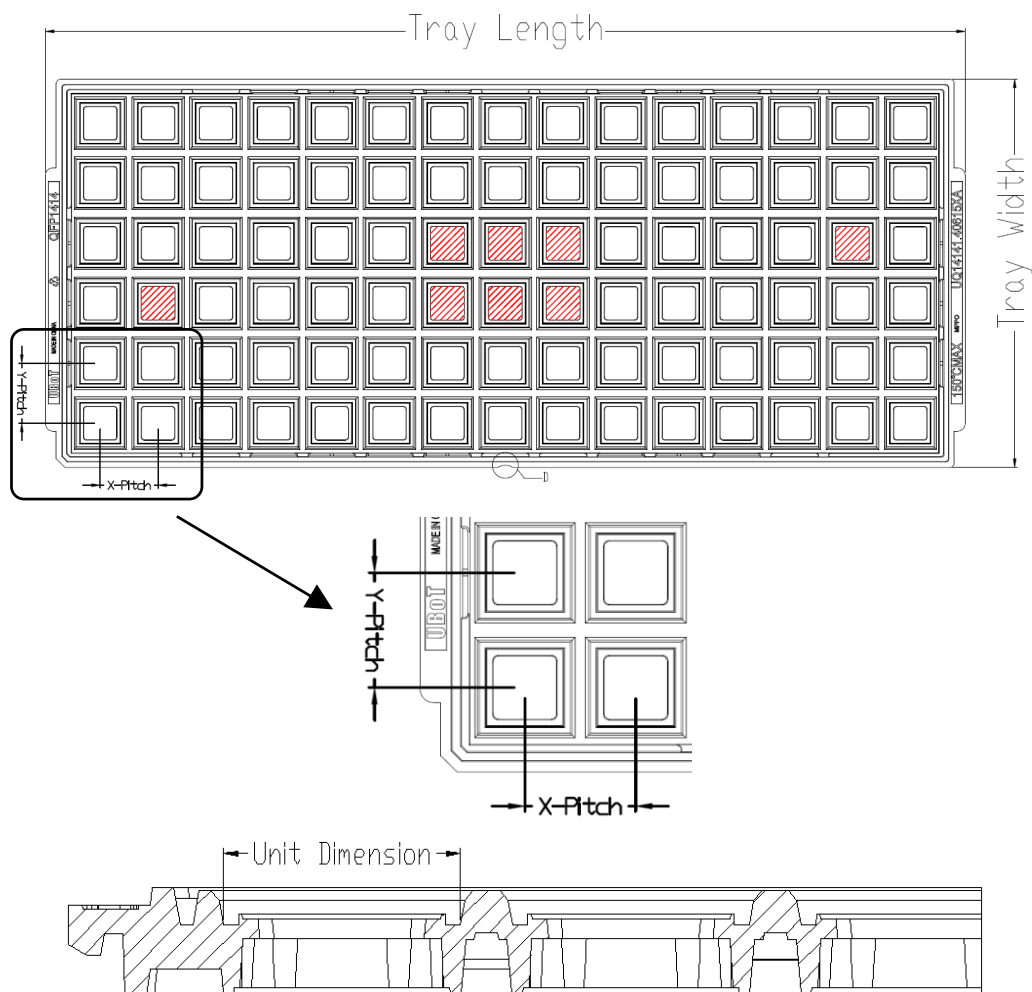 Tray Length
Tray Width
QFP1414
MADE IN CHINA
UBOT
UQ14141.40615XA
MPPO
150°CMAX
Y-Pitch
X-Pitch
D
MADE IN C
UBOT
Y-Pitch
X-Pitch
Unit Dimension